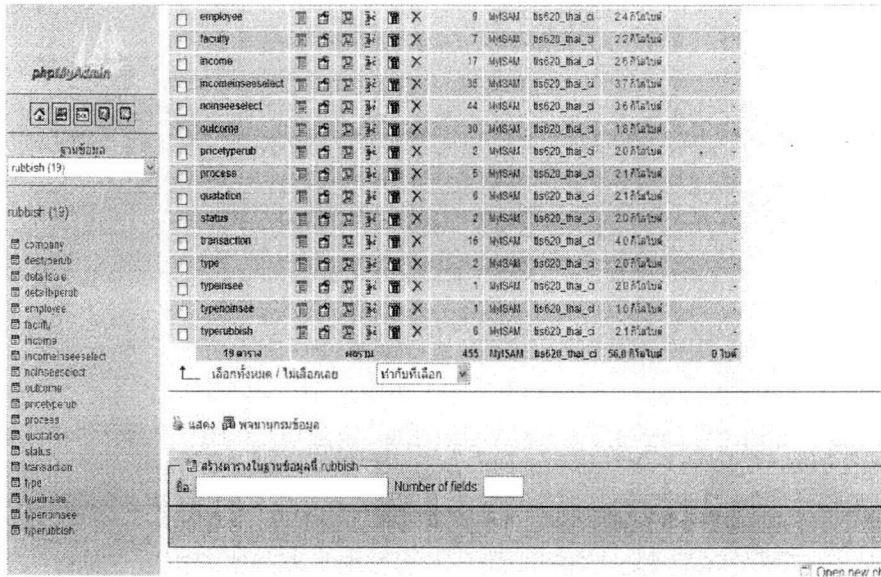 phpMyAdmin
ฐานข้อมูล
rubbish (19)
rubbish (19)
company
employee
faculty
income
incomeinseeselect
noinseeselect
outcome
pricetyperub
process
quatation
status
transaction
type
typeinsee
typenoinsee
typerubbish
employee 9 MyISAM tis620_thai_ci 2.4 กิโลไบต์ -
faculty 7 MyISAM tis620_thai_ci 2.2 กิโลไบต์ -
income 17 MyISAM tis620_thai_ci 2.6 กิโลไบต์ -
incomeinseeselect 35 MyISAM tis620_thai_ci 3.7 กิโลไบต์ -
noinseeselect 44 MyISAM tis620_thai_ci 3.6 กิโลไบต์ -
outcome 30 MyISAM tis620_thai_ci 1.8 กิโลไบต์ -
pricetyperub 2 MyISAM tis620_thai_ci 2.0 กิโลไบต์ -
process 5 MyISAM tis620_thai_ci 2.1 กิโลไบต์ -
quatation 6 MyISAM tis620_thai_ci 2.1 กิโลไบต์ -
status 2 MyISAM tis620_thai_ci 2.0 กิโลไบต์ -
transaction 16 MyISAM tis620_thai_ci 4.0 กิโลไบต์ -
type 2 MyISAM tis620_thai_ci 2.0 กิโลไบต์ -
typeinsee 1 MyISAM tis620_thai_ci 2.0 กิโลไบต์ -
typenoinsee 1 MyISAM tis620_thai_ci 1.0 กิโลไบต์ -
typerubbish 6 MyISAM tis620_thai_ci 2.1 กิโลไบต์ -
19 ตาราง ผลรวม 455 MyISAM tis620_thai_ci 56.0 กิโลไบต์ 0 ไบต์
เลือกทั้งหมด / ไม่เลือกเลย ทำกับที่เลือก
แสดง พจนานุกรมข้อมูล
สร้างตารางในฐานข้อมูลนี้ rubbish
ชื่อ: Number of fields:
Open new ph